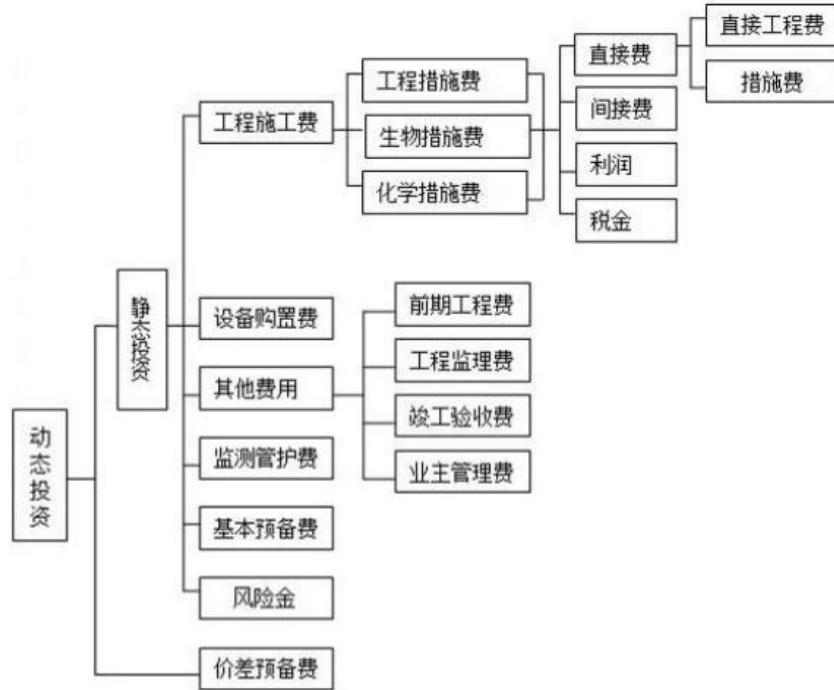 直接工程费
直接费
措施费
工程措施费
工程施工费
生物措施费
间接费
化学措施费
利润
税金
静态投资
设备购置费
前期工程费
工程监理费
其他费用
竣工验收费
动态投资
监测管护费
业主管理费
基本预备费
风险金
价差预备费